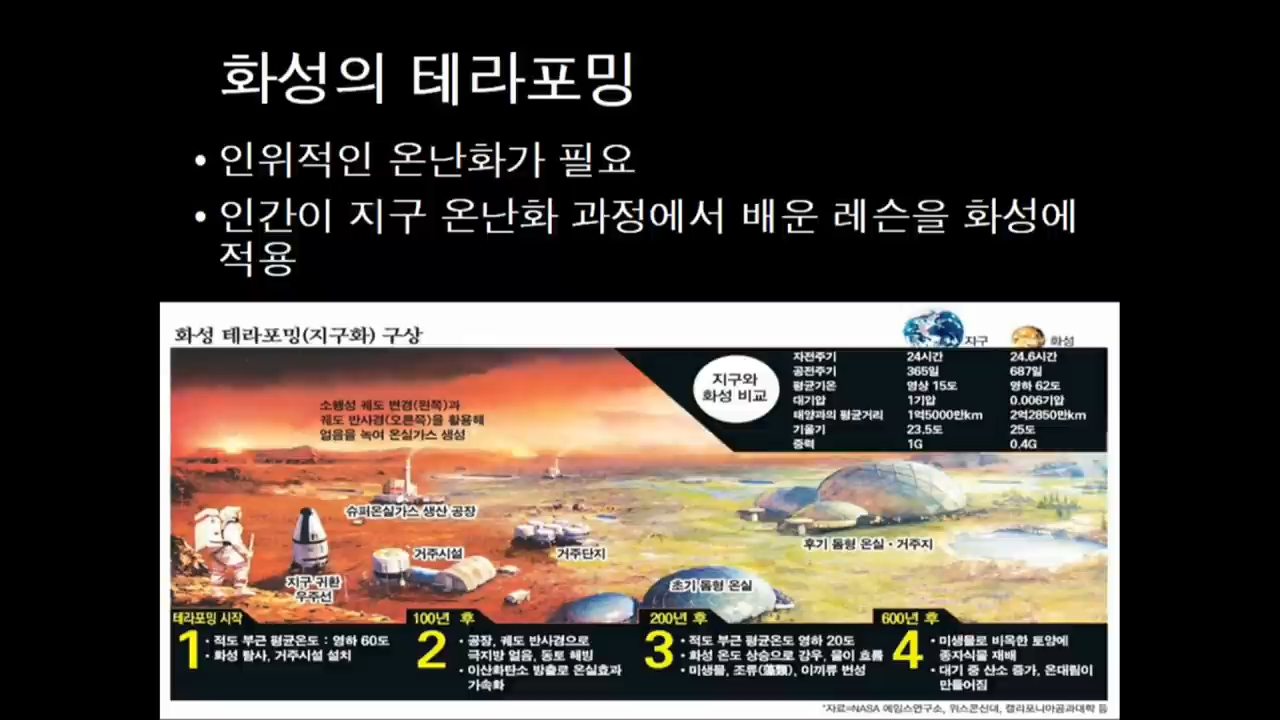 화성의 테라포밍
• 인위적인 온난화가 필요
• 인간이 지구 온난화 과정에서 배운 레슨을 화성에
적용
화성 테라포밍(지구화) 구상
지구 화성
지구와
화성 비교
자전주기 24시간 24.6시간
공전주기 365일 687일
평균기온 영상 15도 영하 62도
대기압 1기압 0.006기압
태양과의 평균거리 1억5000만km 2억2850만km
기울기 23.5도 25도
중력 1G 0.4G
소행성 궤도 변경(왼쪽)과
궤도 반사경(오른쪽)을 활용해
얼음을 녹여 온실가스 생성
슈퍼온실가스 생산 공장
거주시설
거주단지
지구 귀환
우주선
후기 돔형 온실·거주지
초기 돔형 온실
테라포밍 시작
1
• 적도 부근 평균온도 : 영하 60도
• 화성 탐사, 거주시설 설치
100년 후
2
• 공장, 궤도 반사경으로
극지방 얼음, 동토 해빙
• 이산화탄소 방출로 온실효과
가속화
200년 후
3
• 적도 부근 평균온도 영하 20도
• 화성 온도 상승으로 강우, 물이 흐름
• 미생물, 조류(藻類), 이끼류 번성
600년 후
4
• 미생물로 비옥한 토양에
종자식물 재배
• 대기 중 산소 증가, 온대림이
만들어짐
*자료=NASA 에임스연구소, 위스콘신대, 캘리포니아공과대학 등